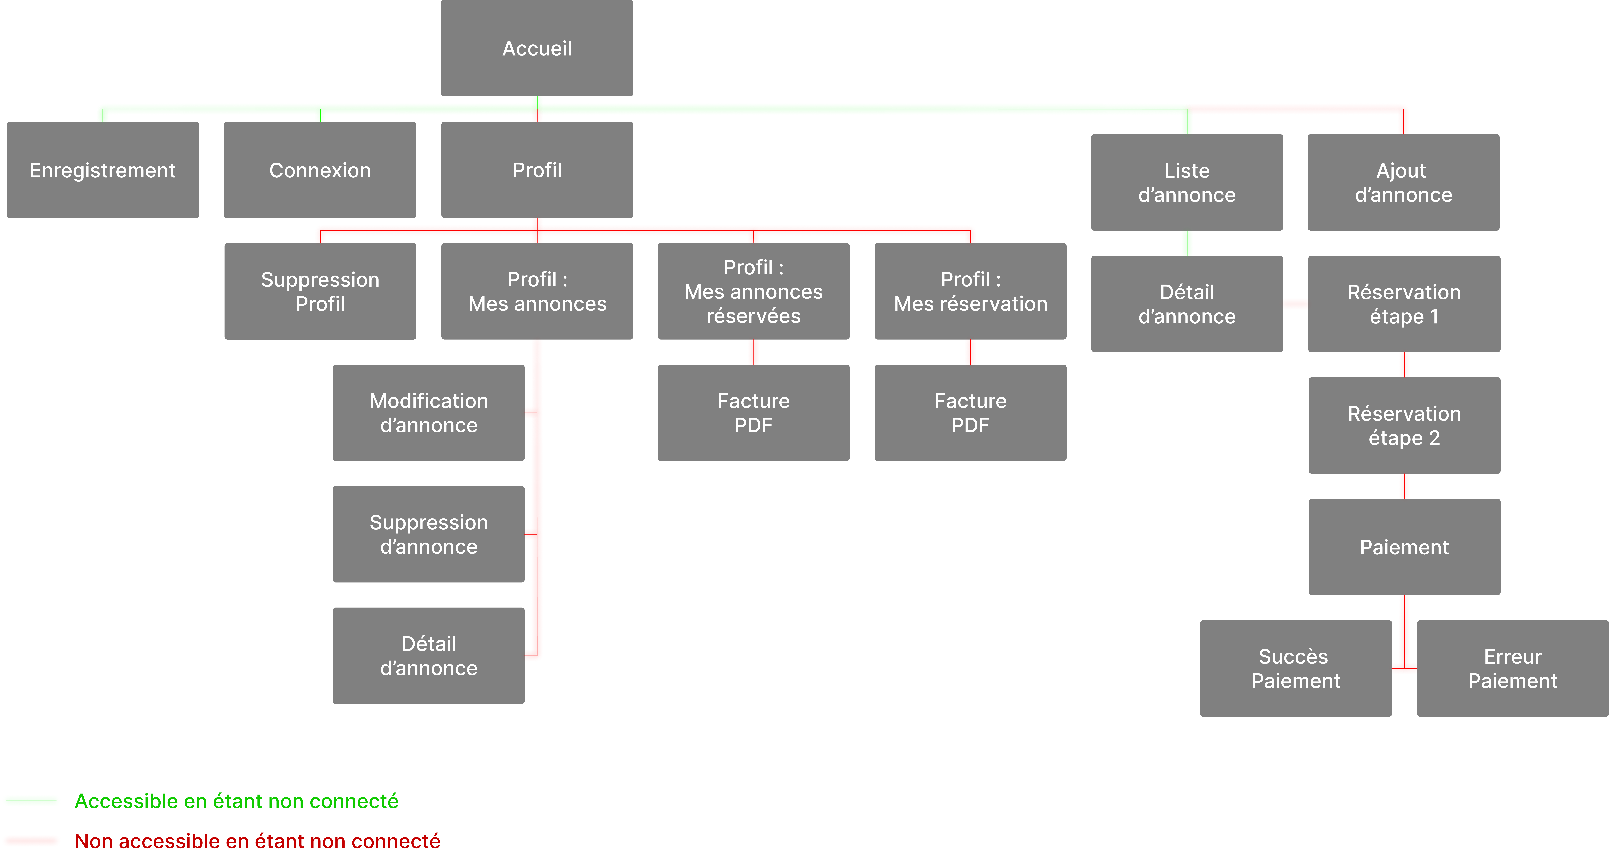 Accueil
Enregistrement
Connexion
Profil
Liste
d’annonce
Ajout
d’annonce
Suppression
Profil
Profil :
Mes annonces
Profil :
Mes annonces
réservées
Profil :
Mes réservation
Détail
d’annonce
Réservation
étape 1
Modification
d’annonce
Facture
PDF
Facture
PDF
Réservation
étape 2
Suppression
d’annonce
Paiement
Détail
d’annonce
Succès
Paiement
Erreur
Paiement
Accessible en étant non connecté
Non accessible en étant non connecté